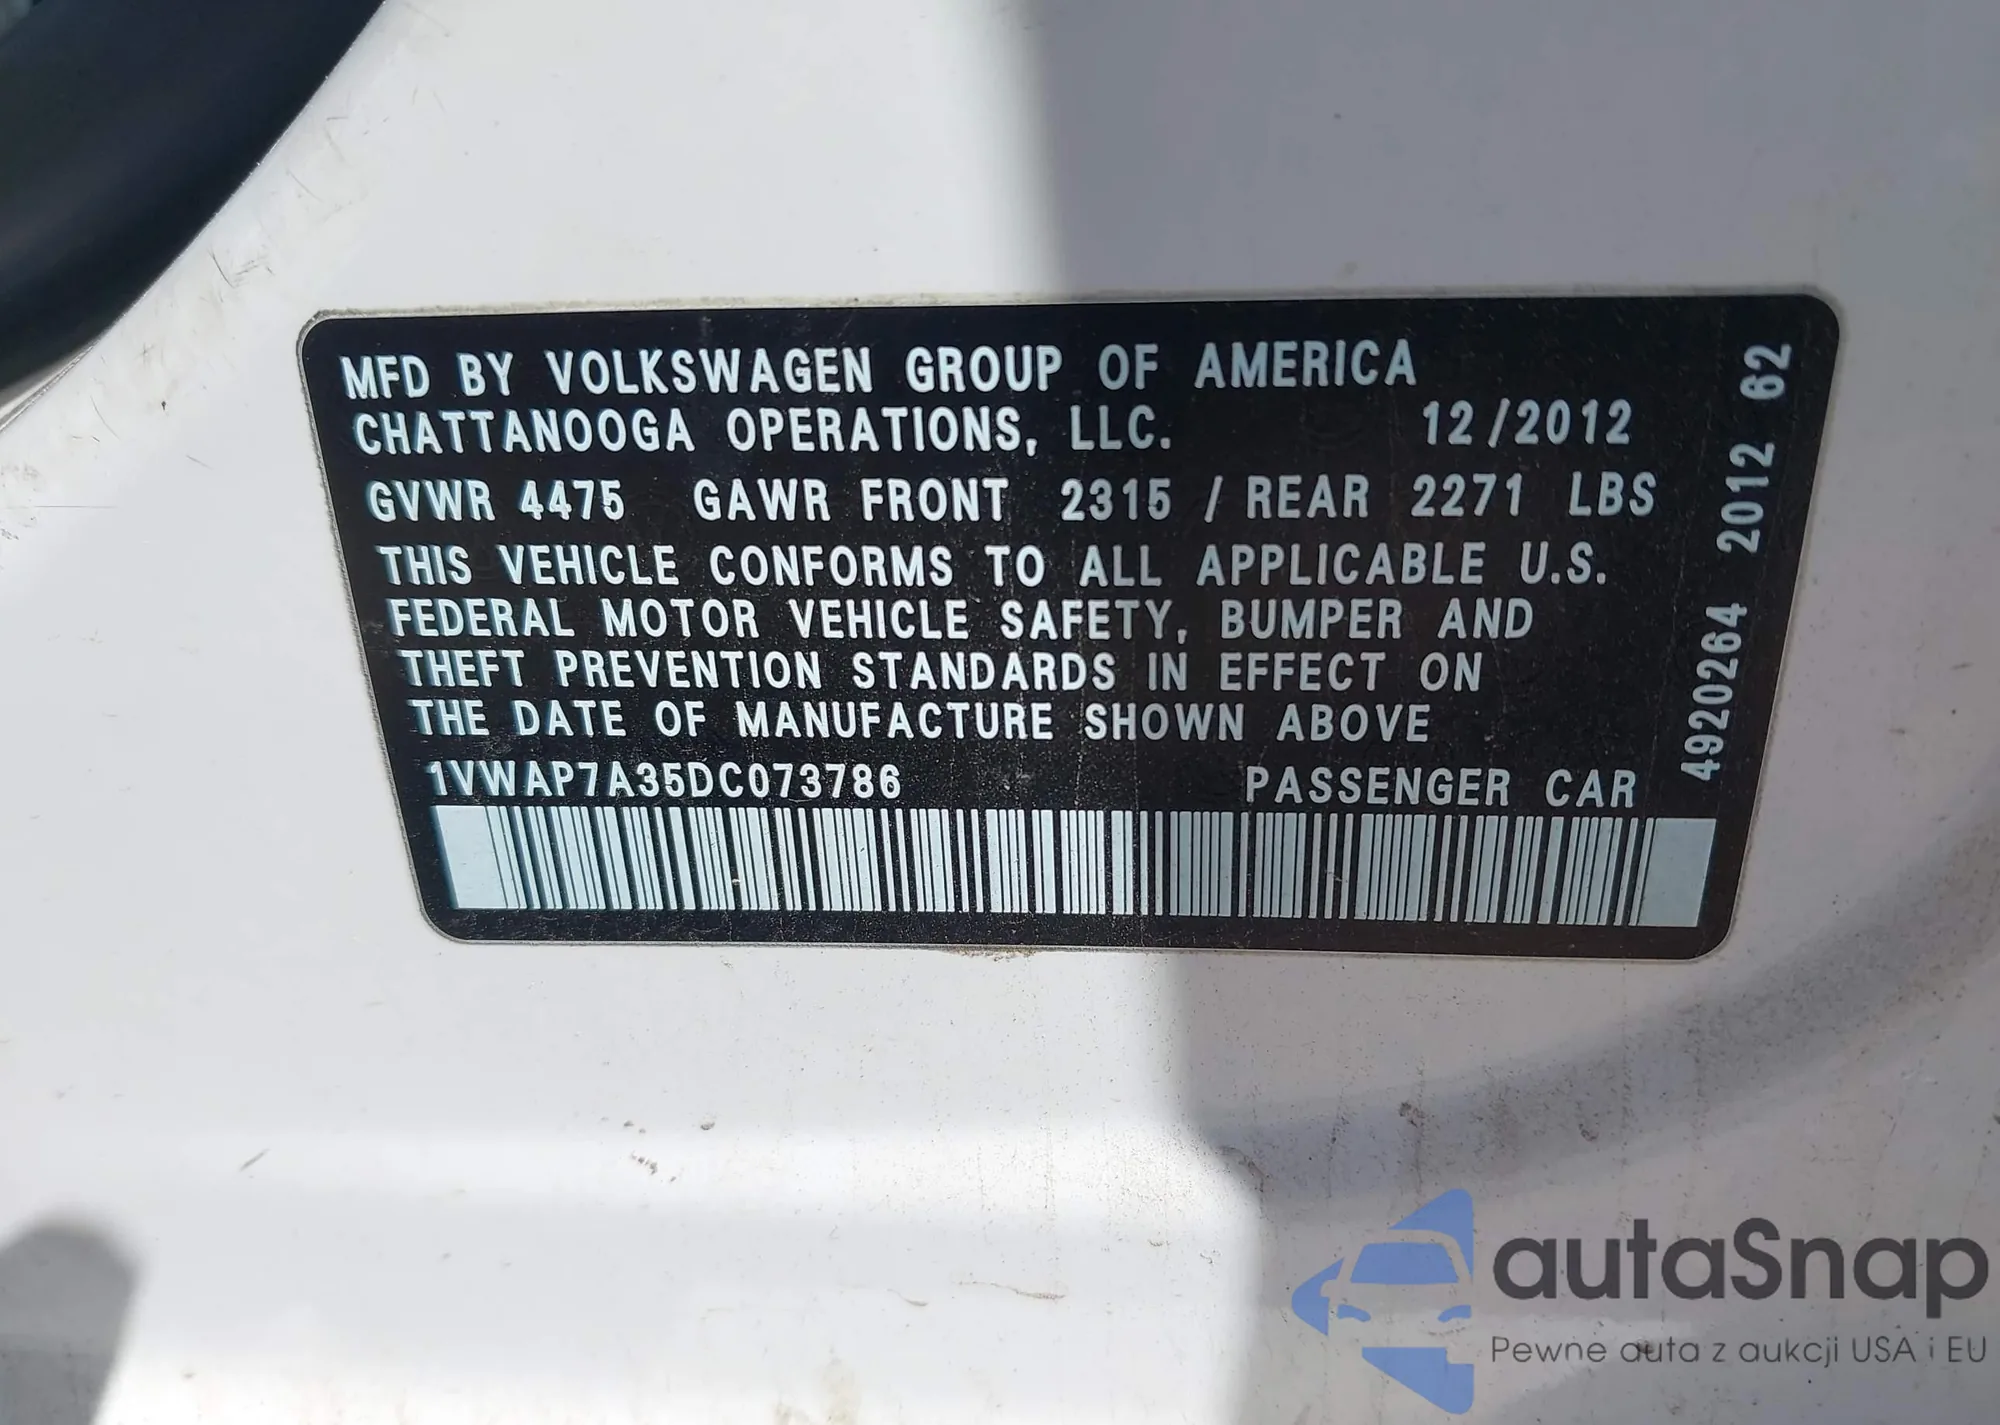 MFD BY VOLKSWAGEN GROUP OF AMERICA
CHATTANOOGA OPERATIONS, LLC. 12/2012
GVWR 4475 GAWR FRONT 2315 / REAR 2271 LBS
THIS VEHICLE CONFORMS TO ALL APPLICABLE U.S.
FEDERAL MOTOR VEHICLE SAFETY, BUMPER AND
THEFT PREVENTION STANDARDS IN EFFECT ON
THE DATE OF MANUFACTURE SHOWN ABOVE
1VWAP7A35DC073786 PASSENGER CAR
4920264 2012 62
autaSnap
Pewne auta z aukcji USA i EU